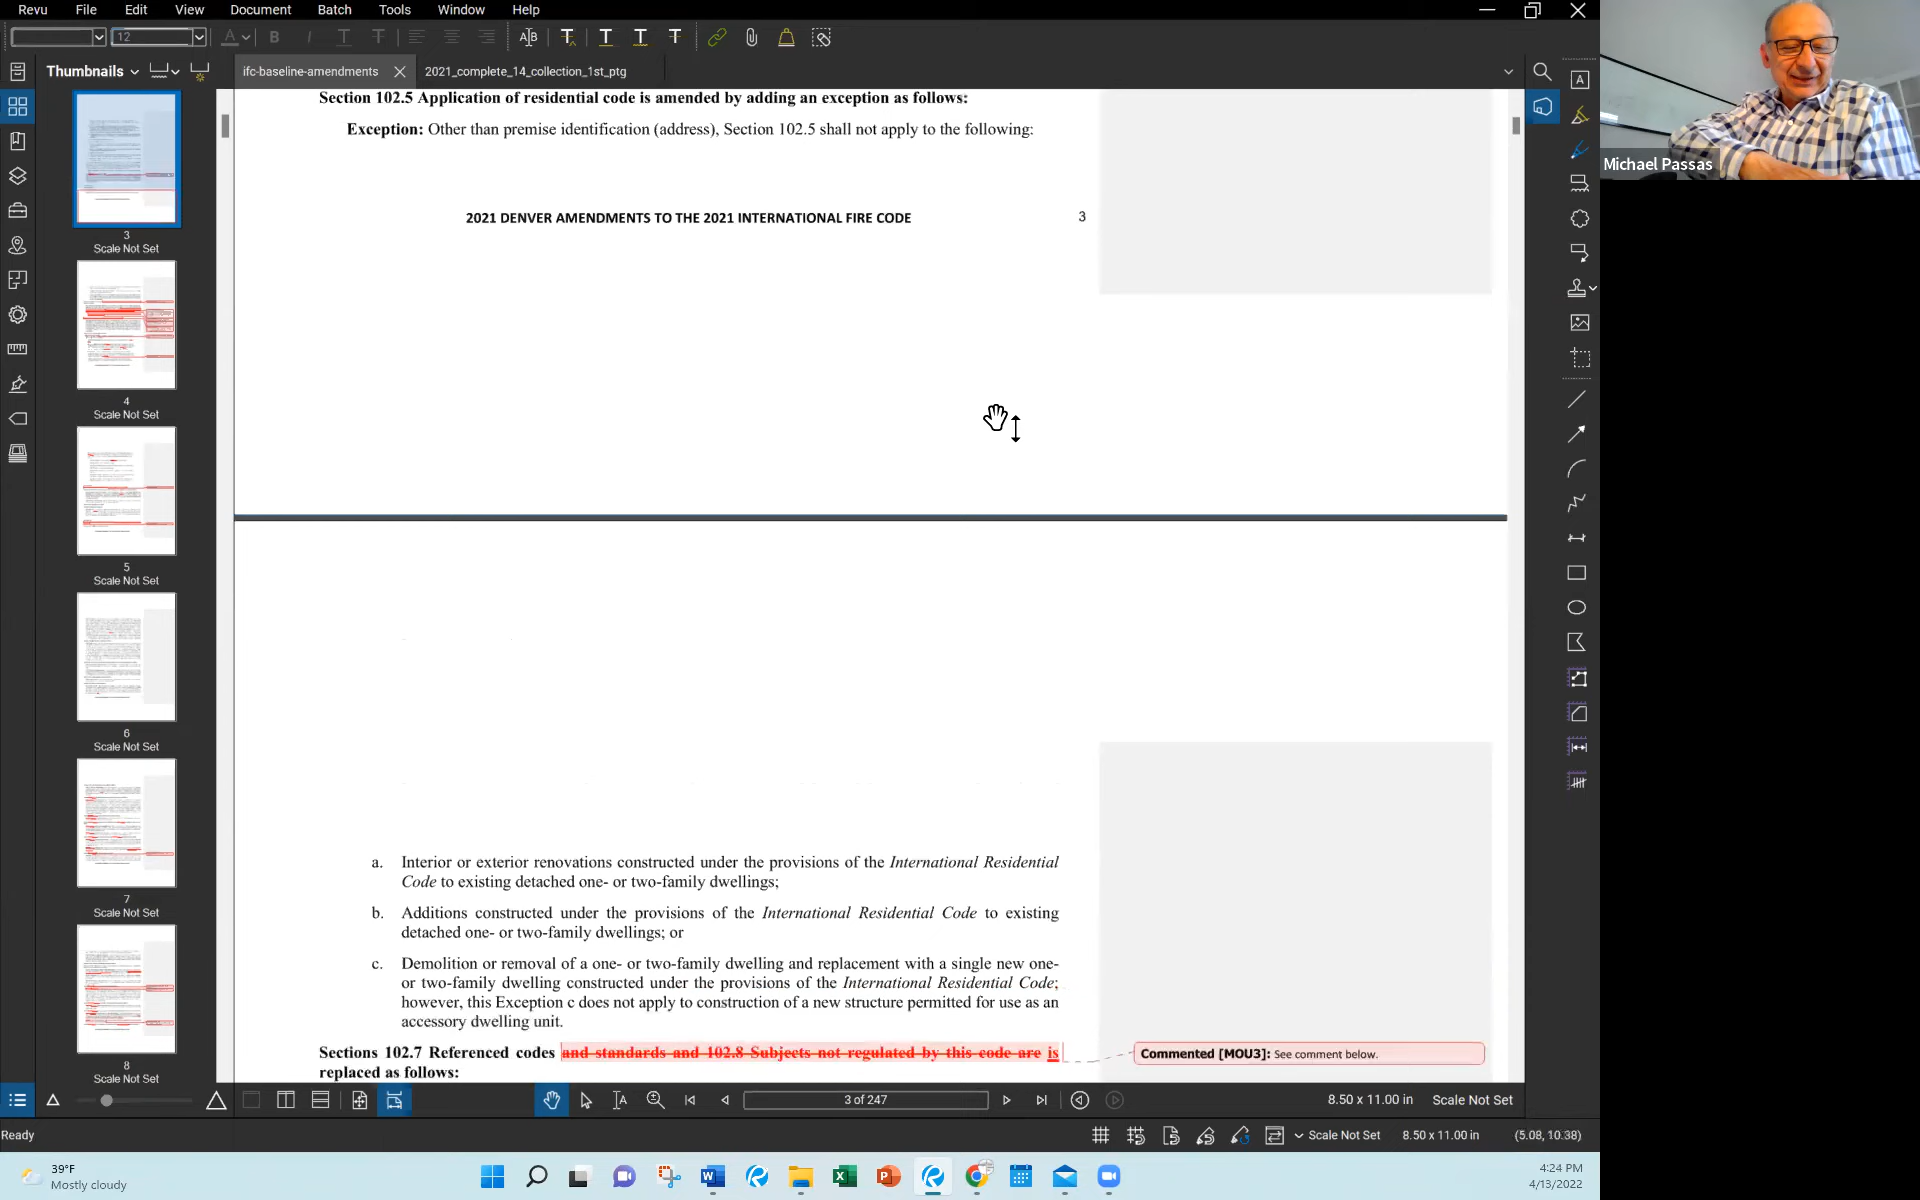 Revu File Edit View Document Batch Tools Window Help
12
Thumbnails
ifc-baseline-amendments
2021_complete_14_collection_1st_ptg
Michael Passas
Section 102.5 Application of residential code is amended by adding an exception as follows:
Exception: Other than premise identification (address), Section 102.5 shall not apply to the following:
2021 DENVER AMENDMENTS TO THE 2021 INTERNATIONAL FIRE CODE 3
3
Scale Not Set
4
Scale Not Set
5
Scale Not Set
6
Scale Not Set
7
Scale Not Set
8
Scale Not Set
a. Interior or exterior renovations constructed under the provisions of the International Residential
Code to existing detached one- or two-family dwellings;
b. Additions constructed under the provisions of the International Residential Code to existing
detached one- or two-family dwellings; or
c. Demolition or removal of a one- or two-family dwelling and replacement with a single new one-
or two-family dwelling constructed under the provisions of the International Residential Code;
however, this Exception c does not apply to construction of a new structure permitted for use as an
accessory dwelling unit.
Sections 102.7 Referenced codes and standards and 102.8 Subjects not regulated by this code are is
replaced as follows:
Commented [MOU3]: See comment below.
3 of 247
8.50 x 11.00 in Scale Not Set
Ready
Scale Not Set 8.50 x 11.00 in (5.08, 10.38)
39°F
Mostly cloudy
4:24 PM
4/13/2022